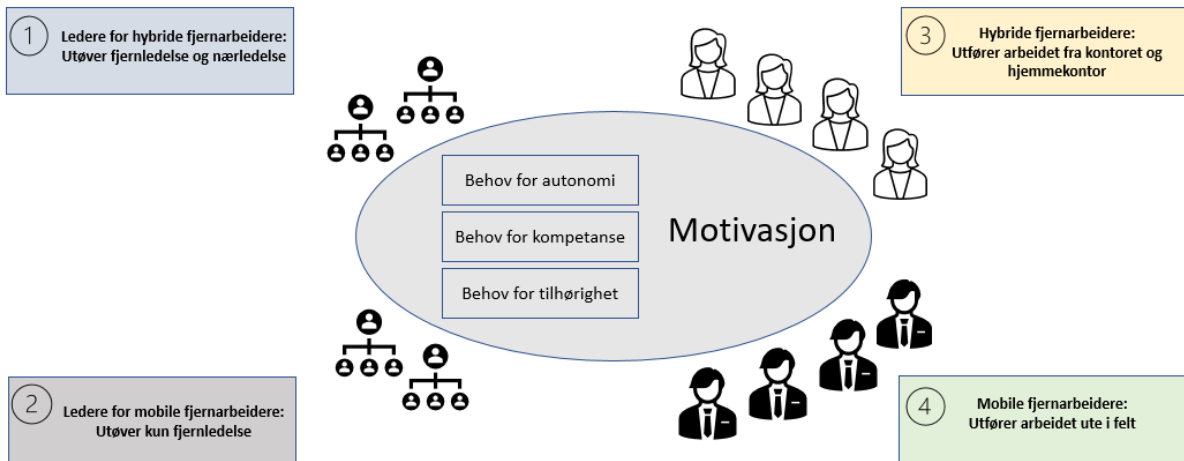 1
Ledere for hybride fjernarbeidere:
Utøver fjernledelse og nærledelse
3
Hybride fjernarbeidere:
Utfører arbeidet fra kontoret og
hjemmekontor
Behov for autonomi
Behov for kompetanse
Behov for tilhørighet
Motivasjon
2
Ledere for mobile fjernarbeidere:
Utøver kun fjernledelse
4
Mobile fjernarbeidere:
Utfører arbeidet ute i felt